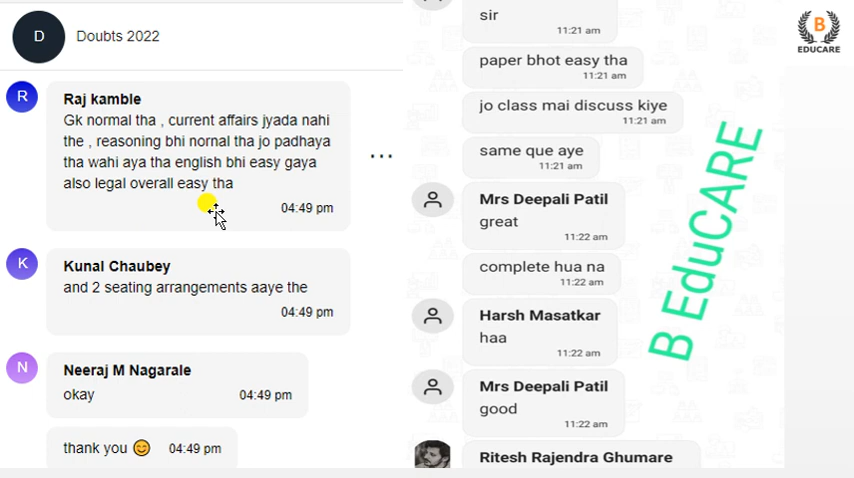 D
Doubts 2022
R
Raj kamble
Gk normal tha , current affairs jyada nahi
the , reasoning bhi nornal tha jo padhaya
tha wahi aya tha english bhi easy gaya
also legal overall easy tha
04:49 pm
K
Kunal Chaubey
and 2 seating arrangements aaye the
04:49 pm
N
Neeraj M Nagarale
okay
04:49 pm
thank you 😊
04:49 pm
sir
11:21 am
paper bhot easy tha
11:21 am
jo class mai discuss kiye
11:21 am
same que aye
11:21 am
Mrs Deepali Patil
great
11:22 am
complete hua na
11:22 am
Harsh Masatkar
haa
11:22 am
Mrs Deepali Patil
good
11:22 am
Ritesh Rajendra Ghumare
B EduCARE
B
EDUCARE